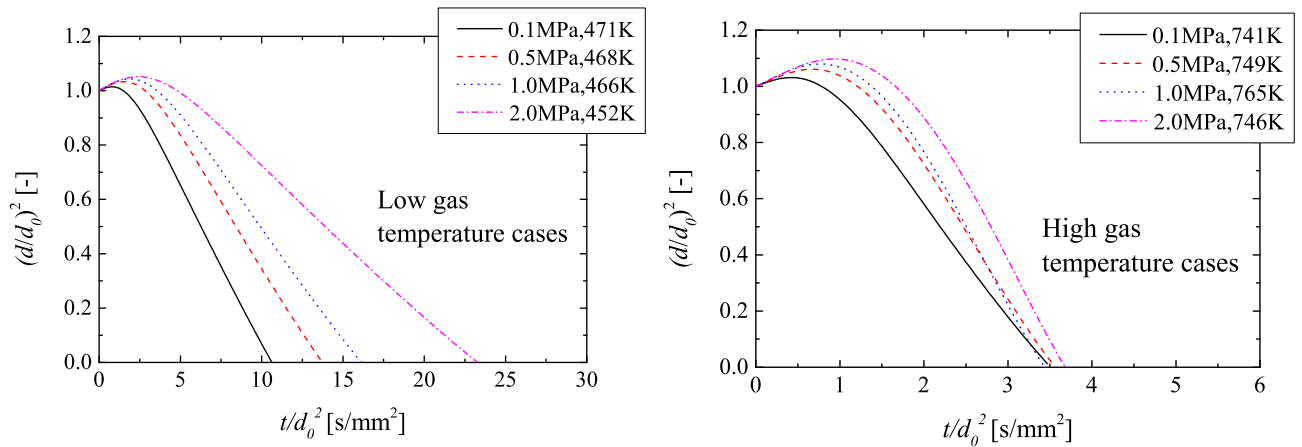 0.1MPa,471K
0.5MPa,468K
1.0MPa,466K
2.0MPa,452K
1.2
1.0
0.8
0.6
0.4
0.2
0.0
(d/d₀)² [-]
Low gas
temperature cases
0 5 10 15 20 25 30
t/d₀² [s/mm²]
0.1MPa,741K
0.5MPa,749K
1.0MPa,765K
2.0MPa,746K
1.2
1.0
0.8
0.6
0.4
0.2
0.0
(d/d₀)² [-]
High gas
temperature cases
0 1 2 3 4 5 6
t/d₀² [s/mm²]